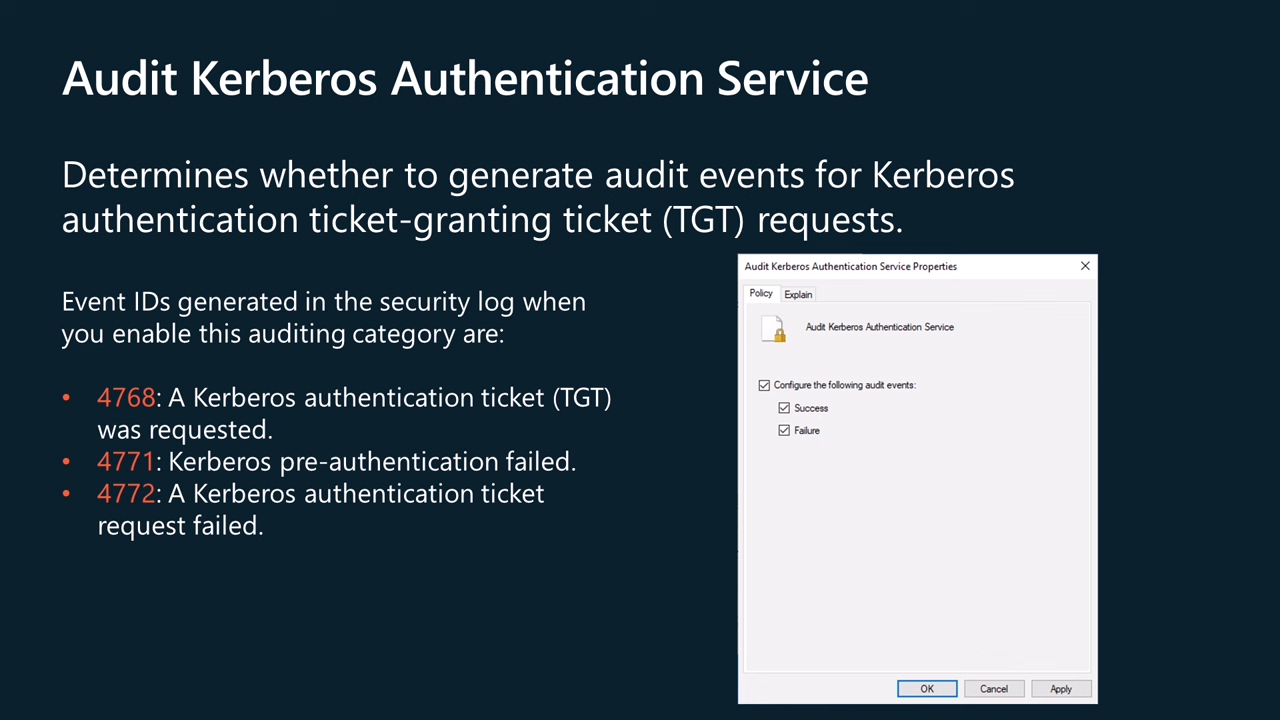 Audit Kerberos Authentication Service
Determines whether to generate audit events for Kerberos
authentication ticket-granting ticket (TGT) requests.
Event IDs generated in the security log when
you enable this auditing category are:
• 4768: A Kerberos authentication ticket (TGT)
was requested.
• 4771: Kerberos pre-authentication failed.
• 4772: A Kerberos authentication ticket
request failed.
Audit Kerberos Authentication Service Properties
Policy Explain
Audit Kerberos Authentication Service
Configure the following audit events:
Success
Failure
OK Cancel Apply